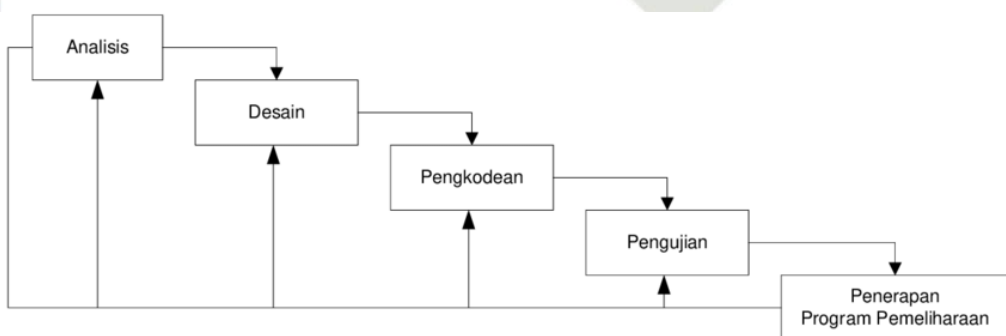 Analisis
Desain
Pengkodean
Pengujian
Penerapan
Program Pemeliharaan